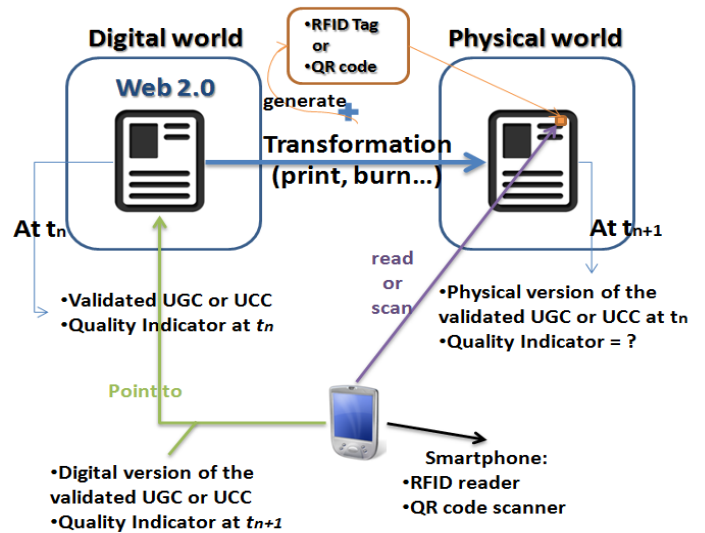 Digital world
•RFID Tag
or
•QR code
Physical world
Web 2.0
generate
Transformation
(print, burn...)
At tn
At tn+1
read
or
scan
•Validated UGC or UCC
•Quality Indicator at tn
•Physical version of the
validated UGC or UCC at tn
•Quality Indicator = ?
Point to
•Digital version of the
validated UGC or UCC
•Quality Indicator at tn+1
Smartphone:
•RFID reader
•QR code scanner